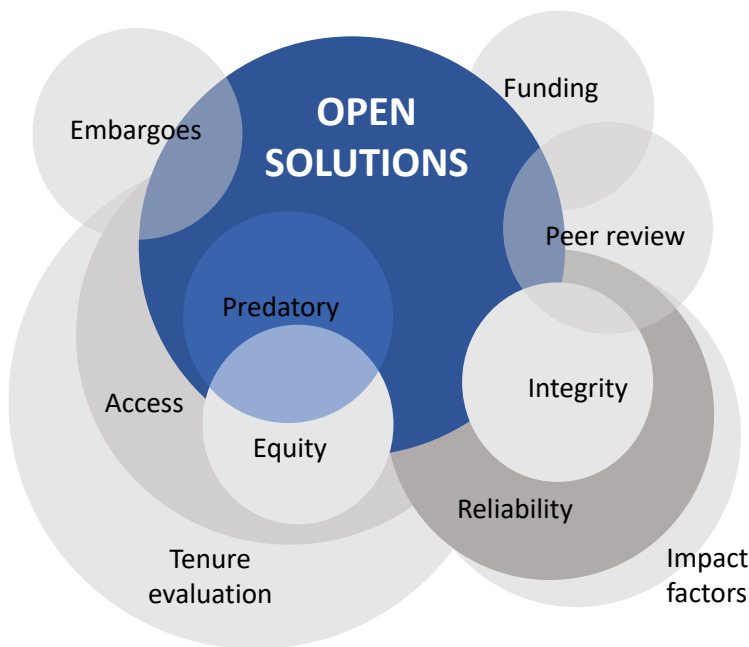 Funding
OPEN
SOLUTIONS
Embargoes
Peer review
Predatory
Integrity
Access
Equity
Reliability
Tenure
evaluation
Impact
factors